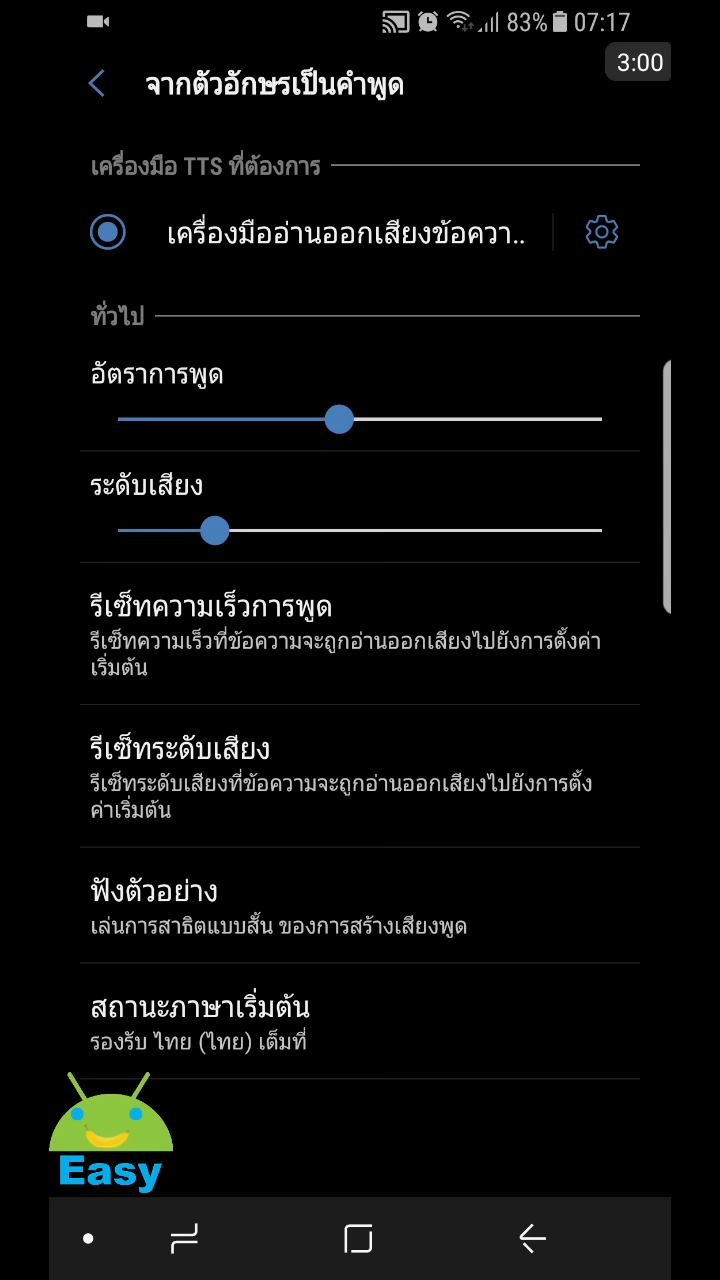 83% 07:17
3:00
จากตัวอักษรเป็นคำพูด
เครื่องมือ TTS ที่ต้องการ
เครื่องมืออ่านออกเสียงข้อควา..
ทั่วไป
อัตราการพูด
ระดับเสียง
รีเซ็ทความเร็วการพูด
รีเซ็ทความเร็วที่ข้อความจะถูกอ่านออกเสียงไปยังการตั้งค่า
เริ่มต้น
รีเซ็ทระดับเสียง
รีเซ็ทระดับเสียงที่ข้อความจะถูกอ่านออกเสียงไปยังการตั้ง
ค่าเริ่มต้น
ฟังตัวอย่าง
เล่นการสาธิตแบบสั้น ของการสร้างเสียงพูด
สถานะภาษาเริ่มต้น
รองรับ ไทย (ไทย) เต็มที่
Easy